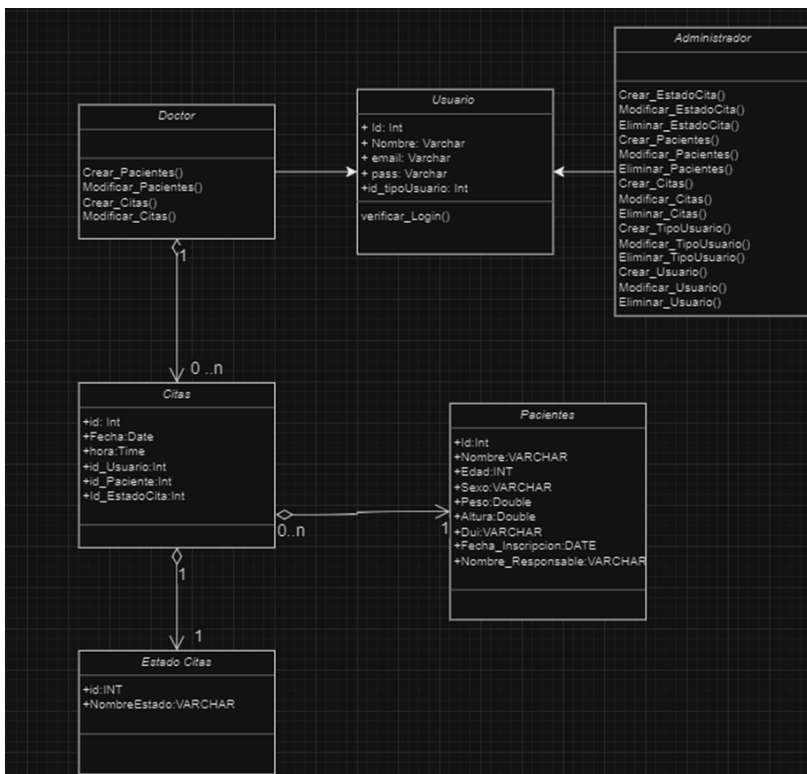 Administrador
Crear_EstadoCita()
Modificar_EstadoCita()
Eliminar_EstadoCita()
Crear_Pacientes()
Modificar_Pacientes()
Eliminar_Pacientes()
Crear_Citas()
Modificar_Citas()
Eliminar_Citas()
Crear_TipoUsuario()
Modificar_TipoUsuario()
Eliminar_TipoUsuario()
Crear_Usuario()
Modificar_Usuario()
Eliminar_Usuario()
Usuario
+ Id: Int
+ Nombre: Varchar
+ email: Varchar
+ pass: Varchar
+id_tipoUsuario: Int
verificar_Login()
Doctor
Crear_Pacientes()
Modificar_Pacientes()
Crear_Citas()
Modificar_Citas()
1
0 ..n
Citas
+id: Int
+Fecha:Date
+hora:Time
+id_Usuario:Int
+id_Paciente:Int
+Id_EstadoCita:Int
0..n
1
Pacientes
+Id:Int
+Nombre:VARCHAR
+Edad:INT
+Sexo:VARCHAR
+Peso:Double
+Altura:Double
+Dui:VARCHAR
+Fecha_Inscripcion:DATE
+Nombre_Responsable:VARCHAR
1
1
Estado Citas
+id:INT
+NombreEstado:VARCHAR